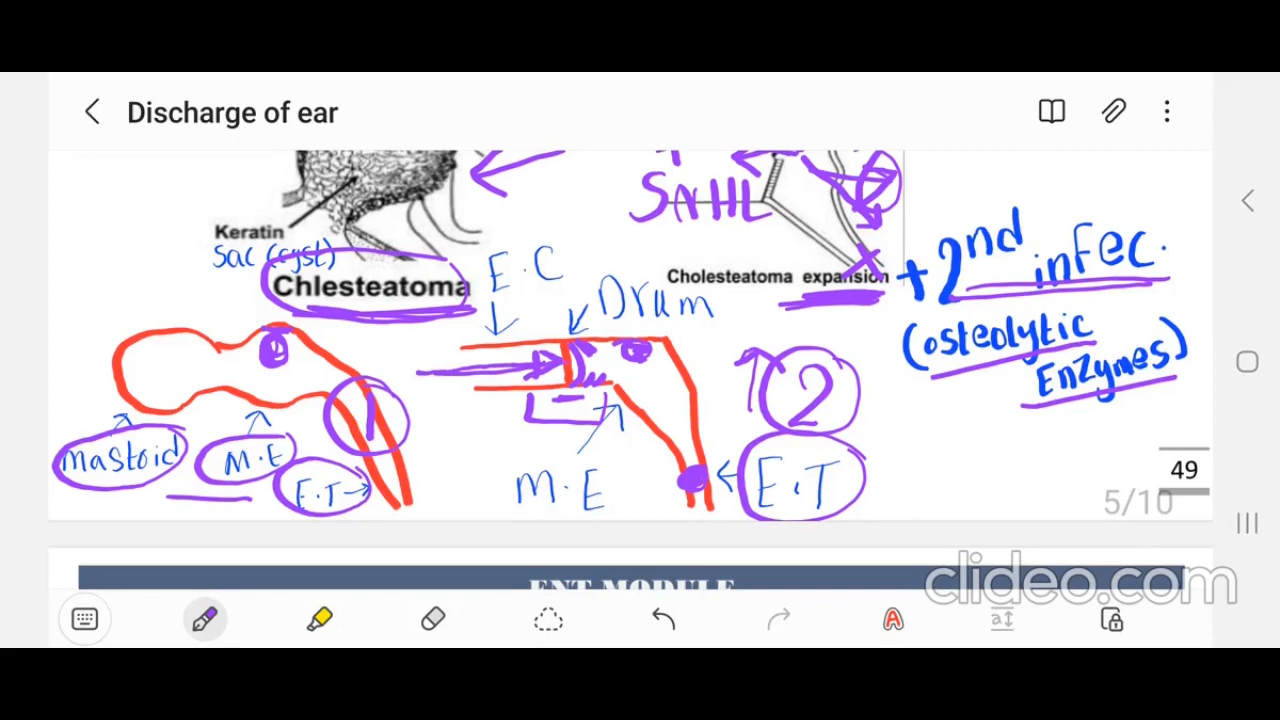 Discharge of ear
SNHL
Keratin
Sac (cyst)
Chlesteatoma
E.C
Cholesteatoma expansion
X
Drum
+2nd infec.
(osteolytic
Enzymes)
1
2
Mastoid
M.E
E.T
M.E
E.T
49
5/10
ENT MODULE
clideo.com